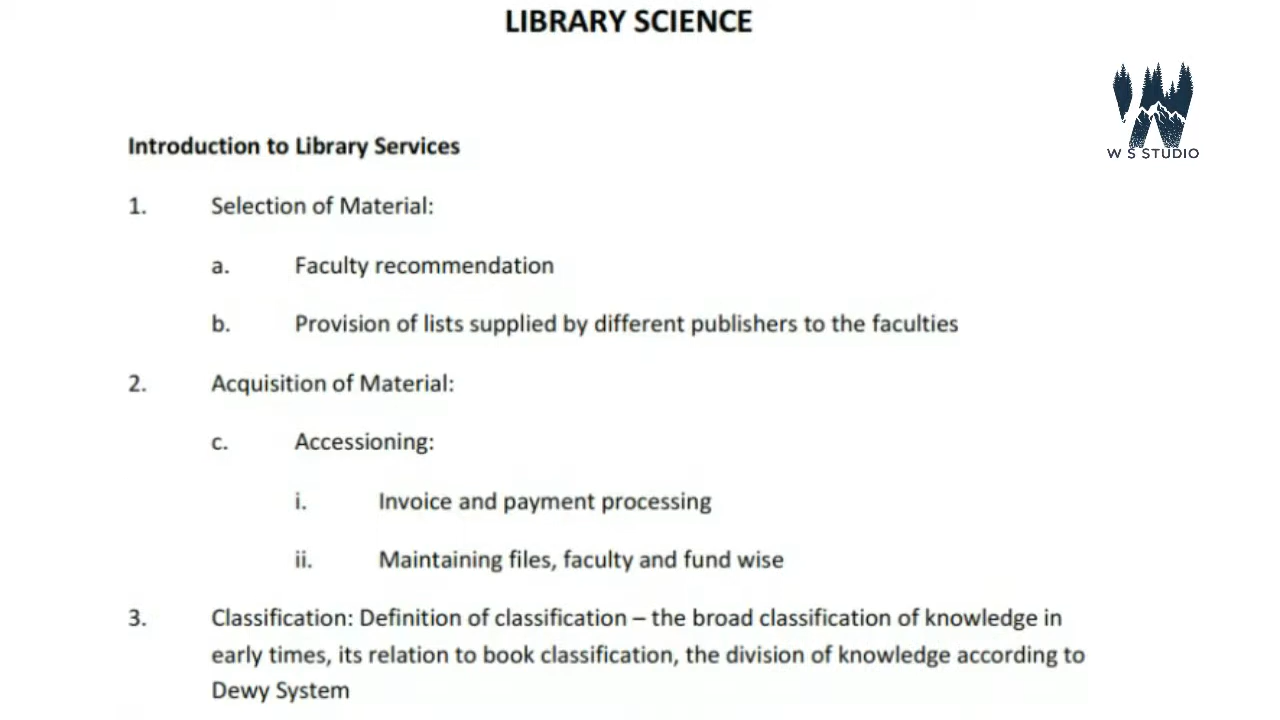 LIBRARY SCIENCE
W S STUDIO
Introduction to Library Services
1. Selection of Material:
a. Faculty recommendation
b. Provision of lists supplied by different publishers to the faculties
2. Acquisition of Material:
c. Accessioning:
i. Invoice and payment processing
ii. Maintaining files, faculty and fund wise
3. Classification: Definition of classification – the broad classification of knowledge in
early times, its relation to book classification, the division of knowledge according to
Dewy System